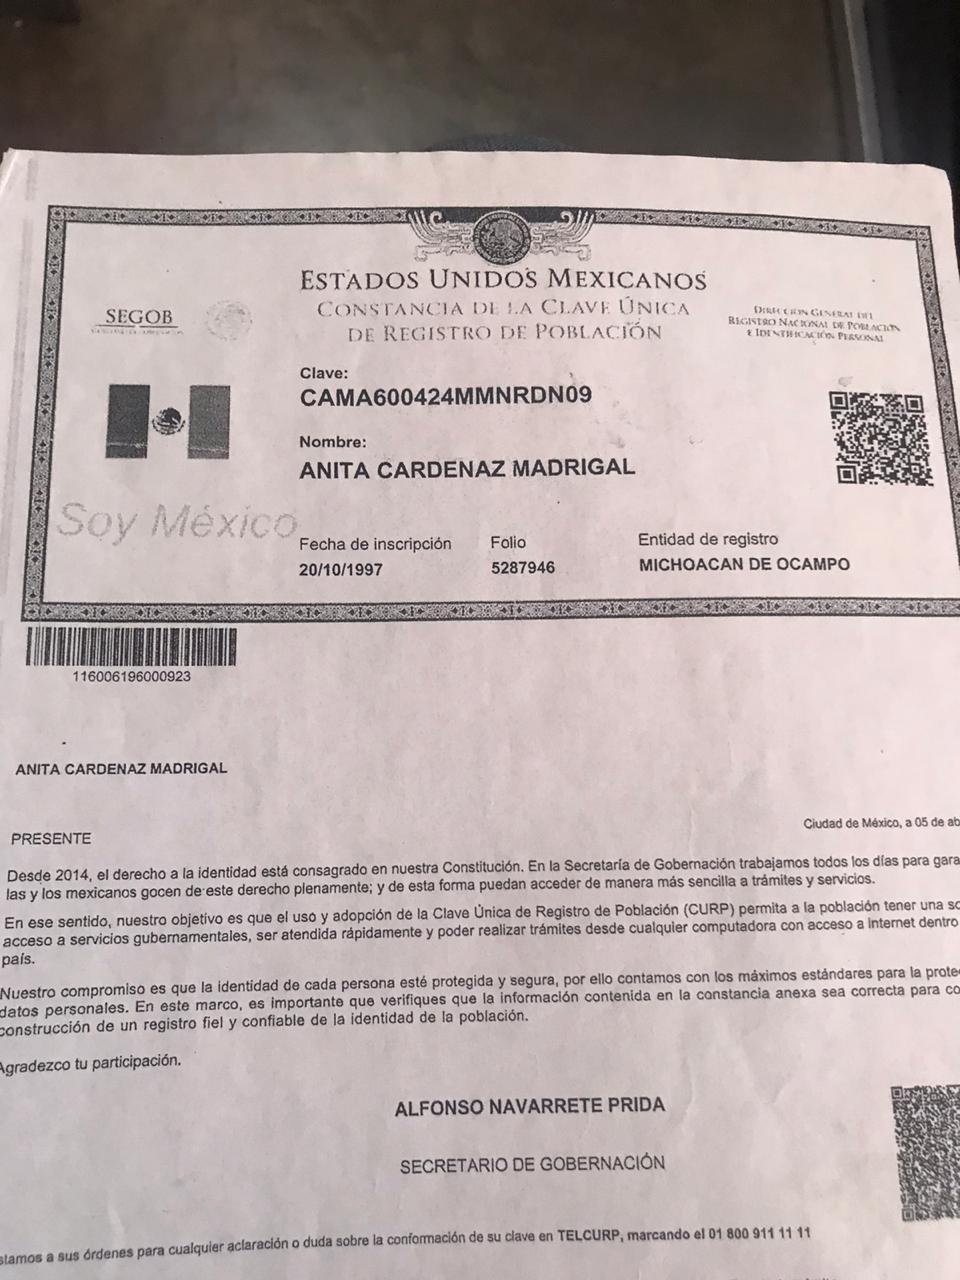 ESTADOS UNIDOS MEXICANOS
SEGOB
CONSTANCIA DE LA CLAVE ÚNICA
DE REGISTRO DE POBLACIÓN
DIRECCIÓN GENERAL DEL
REGISTRO NACIONAL DE POBLACIÓN
E IDENTIFICACIÓN PERSONAL
Clave:
CAMA600424MMNRDN09
Nombre:
ANITA CARDENAZ MADRIGAL
Soy México
Fecha de inscripción
20/10/1997
Folio
5287946
Entidad de registro
MICHOACAN DE OCAMPO
116006196000923
ANITA CARDENAZ MADRIGAL
Ciudad de México, a 05 de ab
PRESENTE
Desde 2014, el derecho a la identidad está consagrado en nuestra Constitución. En la Secretaría de Gobernación trabajamos todos los días para gara
las y los mexicanos gocen de este derecho plenamente; y de esta forma puedan acceder de manera más sencilla a trámites y servicios.
En ese sentido, nuestro objetivo es que el uso y adopción de la Clave Única de Registro de Población (CURP) permita a la población tener una so
acceso a servicios gubernamentales, ser atendida rápidamente y poder realizar trámites desde cualquier computadora con acceso a internet dentro
país.
Nuestro compromiso es que la identidad de cada persona esté protegida y segura, por ello contamos con los máximos estándares para la prote
datos personales. En este marco, es importante que verifiques que la información contenida en la constancia anexa sea correcta para co
construcción de un registro fiel y confiable de la identidad de la población.
Agradezco tu participación.
ALFONSO NAVARRETE PRIDA
SECRETARIO DE GOBERNACIÓN
stamos a sus órdenes para cualquier aclaración o duda sobre la conformación de su clave en TELCURP, marcando el 01 800 911 11 11